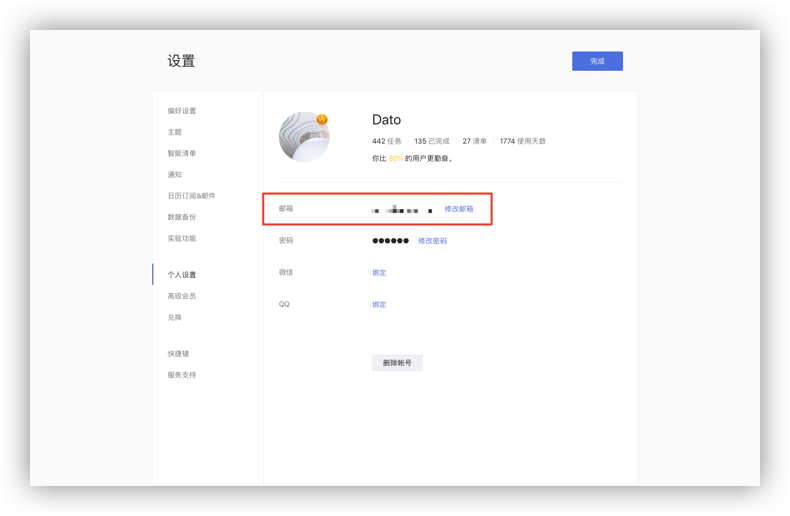 设置
完成
偏好设置
主题
智能清单
通知
日历订阅&邮件
数据备份
实验功能
个人设置
高级会员
兑换
快捷键
服务支持
Dato
442 任务 135 已完成 27 清单 1774 使用天数
你比 80% 的用户更勤奋。
邮箱 修改邮箱
密码 ●●●●●● 修改密码
微信 绑定
QQ 绑定
删除帐号